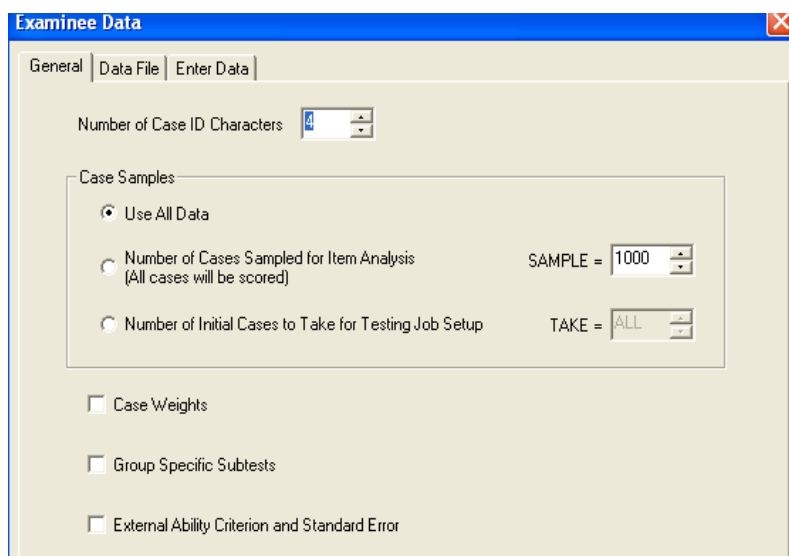 Examinee Data
General Data File Enter Data
Number of Case ID Characters 4
Case Samples
Use All Data
Number of Cases Sampled for Item Analysis
(All cases will be scored)
SAMPLE = 1000
Number of Initial Cases to Take for Testing Job Setup TAKE = ALL
Case Weights
Group Specific Subtests
External Ability Criterion and Standard Error